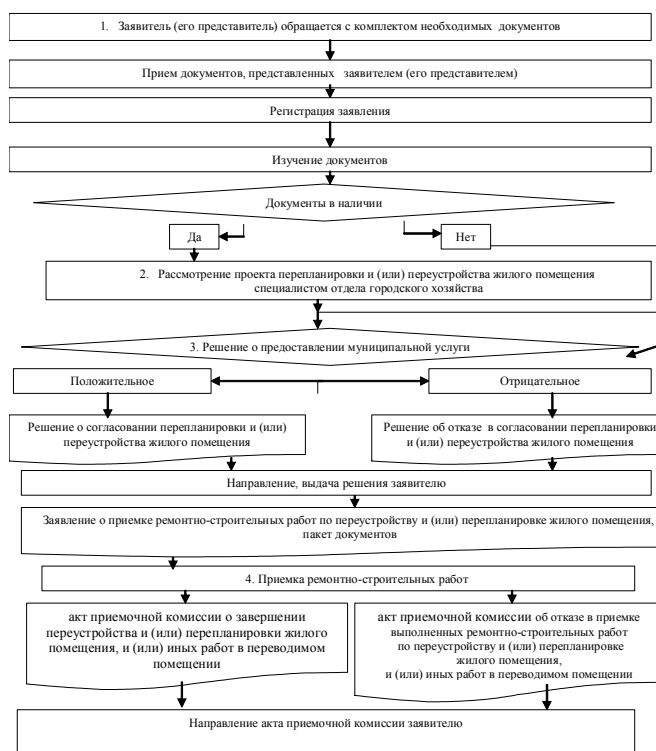 1. Заявитель (его представитель) обращается с комплектом необходимых документов
Прием документов, представленных заявителем (его представителем)
Регистрация заявления
Изучение документов
Документы в наличии
Да
Нет
2. Рассмотрение проекта перепланировки и (или) переустройства жилого помещения
специалистом отдела городского хозяйства
3. Решение о предоставлении муниципальной услуги
Положительное
Отрицательное
Решение о согласовании перепланировки и (или)
переустройства жилого помещения
Решение об отказе в согласовании перепланировки
и (или) переустройства жилого помещения
Направление, выдача решения заявителю
Заявление о приемке ремонтно-строительных работ по переустройству и (или) перепланировке жилого помещения,
пакет документов
4. Приемка ремонтно-строительных работ
акт приемочной комиссии о завершении
переустройства и (или) перепланировки жилого
помещения, и (или) иных работ в переводимом
помещении
акт приемочной комиссии об отказе в приемке
выполненных ремонтно-строительных работ
по переустройству и (или) перепланировке
жилого помещения,
и (или) иных работ в переводимом помещении
Направление акта приемочной комиссии заявителю